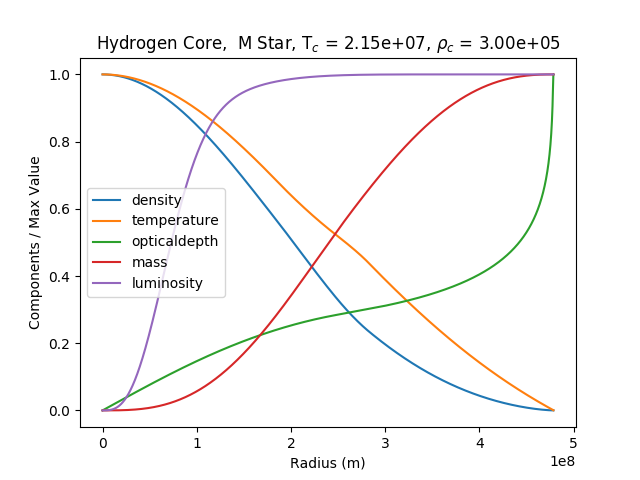 Hydrogen Core,  M Star, T_c = 2.15e+07, ρ_c = 3.00e+05
Components / Max Value
1.0
0.8
0.6
0.4
0.2
0.0
density
temperature
opticaldepth
mass
luminosity
0
1
2
3
4
5
1e8
Radius (m)